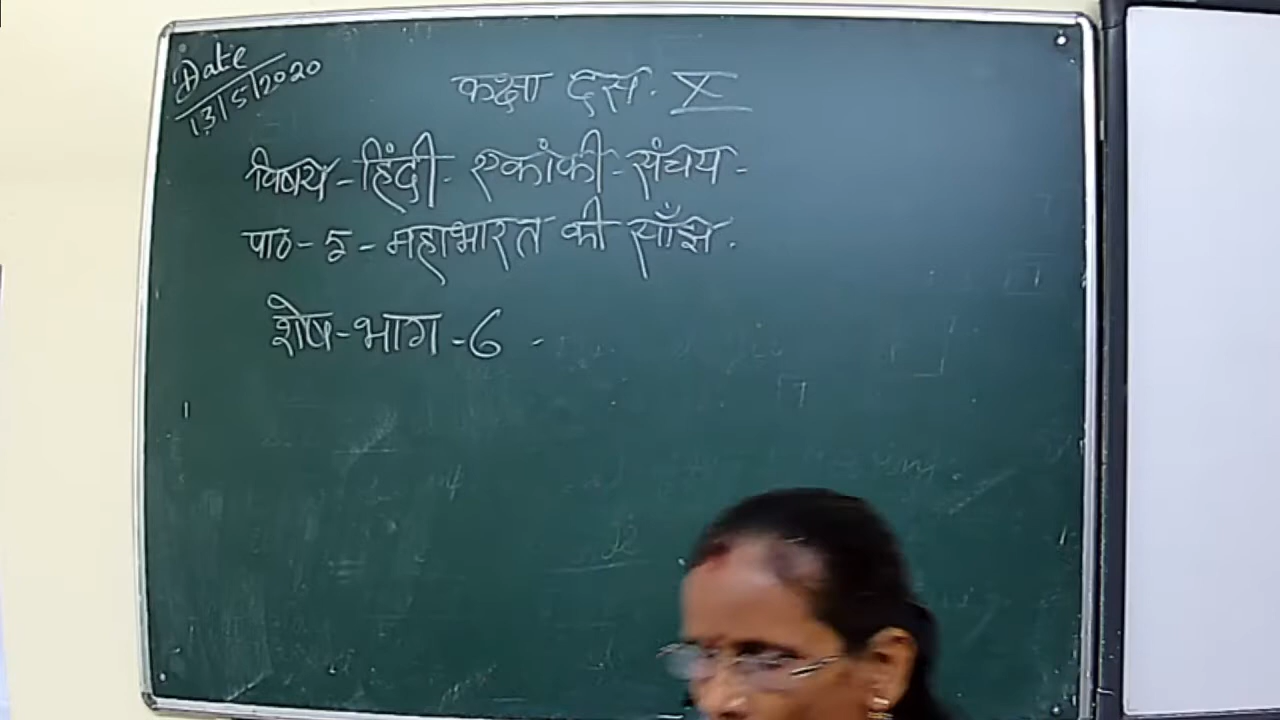 Date
13/5/2020
कक्षा दस. X
विषय - हिंदी - एकांकी - संचय -
पाठ - 5 - महाभारत की साँझ .
शेष - भाग - 6 -